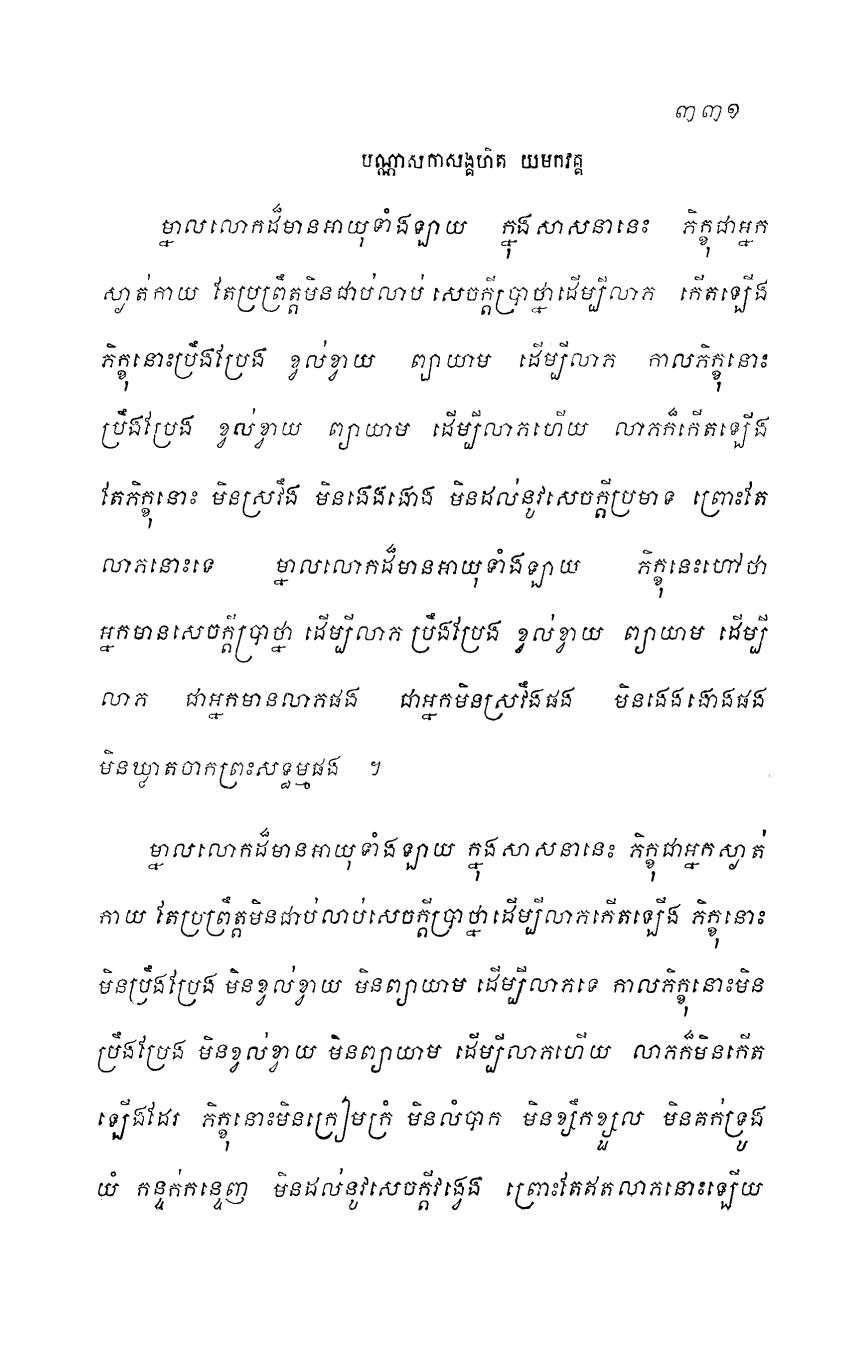 ៣៣១
បណ្ណាសកាសង្គហិត យមកវគ្គ
ម្នាលលោកដ៏មានអាយុទាំងឡាយ ក្នុងសាសនានេះ ភិក្ខុជាអ្នក
ស្ងាត់កាយ តែប្រព្រឹត្តមិនជាប់លាប់ សេចក្តីប្រាថ្នាដើម្បីលាភ កើតឡើង
ភិក្ខុនោះប្រឹងប្រែង ខ្វល់ខ្វាយ ព្យាយាម ដើម្បីលាភ កាលភិក្ខុនោះ
ប្រឹងប្រែង ខ្វល់ខ្វាយ ព្យាយាម ដើម្បីលាភហើយ លាភក៏កើតឡើង
តែភិក្ខុនោះ មិនស្រវឹង មិនងេងងោង មិនដល់នូវសេចក្តីប្រមាទ ព្រោះតែ
លាភនោះទេ ម្នាលលោកដ៏មានអាយុទាំងឡាយ ភិក្ខុនេះហៅថា
អ្នកមានសេចក្តីប្រាថ្នា ដើម្បីលាភ ប្រឹងប្រែង ខ្វល់ខ្វាយ ព្យាយាម ដើម្បី
លាភ ជាអ្នកមានលាភផង ជាអ្នកមិនស្រវឹងផង មិនងេងងោងផង
មិនឃ្លាតចាកព្រះសទ្ធម្មផង ។
ម្នាលលោកដ៏មានអាយុទាំងឡាយ ក្នុងសាសនានេះ ភិក្ខុជាអ្នកស្ងាត់
កាយ តែប្រព្រឹត្តមិនជាប់លាប់សេចក្តីប្រាថ្នាដើម្បីលាភកើតឡើង ភិក្ខុនោះ
មិនប្រឹងប្រែង មិនខ្វល់ខ្វាយ មិនព្យាយាម ដើម្បីលាភទេ កាលភិក្ខុនោះមិន
ប្រឹងប្រែង មិនខ្វល់ខ្វាយ មិនព្យាយាម ដើម្បីលាភហើយ លាភក៏មិនកើត
ឡើងដែរ ភិក្ខុនោះមិនក្រៀមក្រំ មិនលំបាក មិនខ្សឹកខ្សួល មិនគក់ទ្រូង
យំ កន្ទក់កន្ទេញ មិនដល់នូវសេចក្តីវង្វេង ព្រោះតែឥតលាភនោះឡើយ